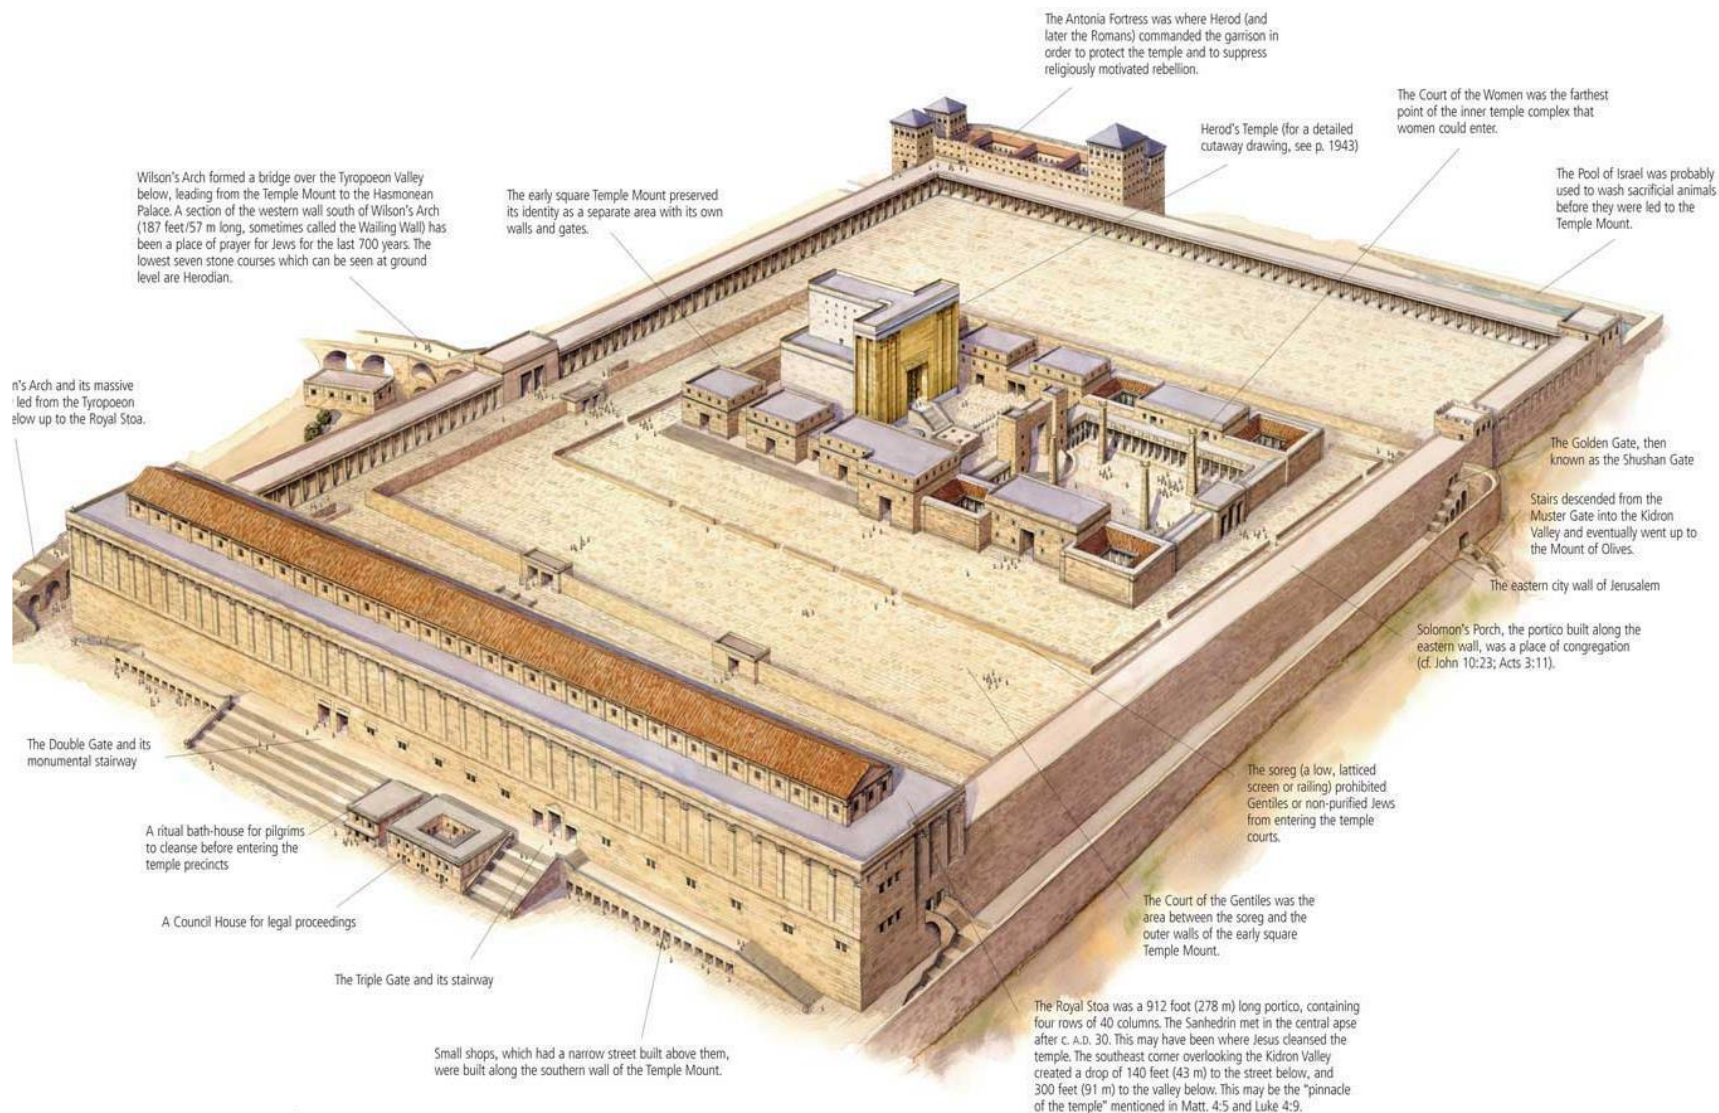 The Antonia Fortress was where Herod (and
later the Romans) commanded the garrison in
order to protect the temple and to suppress
religiously motivated rebellion.
The Court of the Women was the farthest
point of the inner temple complex that
women could enter.
Herod's Temple (for a detailed
cutaway drawing, see p. 1943)
Wilson's Arch formed a bridge over the Tyropoeon Valley
below, leading from the Temple Mount to the Hasmonean
Palace. A section of the western wall south of Wilson's Arch
(187 feet/57 m long, sometimes called the Wailing Wall) has
been a place of prayer for Jews for the last 700 years. The
lowest seven stone courses which can be seen at ground
level are Herodian.
The early square Temple Mount preserved
its identity as a separate area with its own
walls and gates.
The Pool of Israel was probably
used to wash sacrificial animals
before they were led to the
Temple Mount.
n's Arch and its massive
led from the Tyropoeon
elow up to the Royal Stoa.
The Golden Gate, then
known as the Shushan Gate
Stairs descended from the
Muster Gate into the Kidron
Valley and eventually went up to
the Mount of Olives.
The eastern city wall of Jerusalem
Solomon's Porch, the portico built along the
eastern wall, was a place of congregation
(cf. John 10:23; Acts 3:11).
The Double Gate and its
monumental stairway
The soreg (a low, latticed
screen or railing) prohibited
Gentiles or non-purified Jews
from entering the temple
courts.
A ritual bath-house for pilgrims
to cleanse before entering the
temple precincts
A Council House for legal proceedings
The Court of the Gentiles was the
area between the soreg and the
outer walls of the early square
Temple Mount.
The Triple Gate and its stairway
The Royal Stoa was a 912 foot (278 m) long portico, containing
four rows of 40 columns. The Sanhedrin met in the central apse
after c. A.D. 30. This may have been where Jesus cleansed the
temple. The southeast corner overlooking the Kidron Valley
created a drop of 140 feet (43 m) to the street below, and
300 feet (91 m) to the valley below. This may be the "pinnacle
of the temple" mentioned in Matt. 4:5 and Luke 4:9.
Small shops, which had a narrow street built above them,
were built along the southern wall of the Temple Mount.